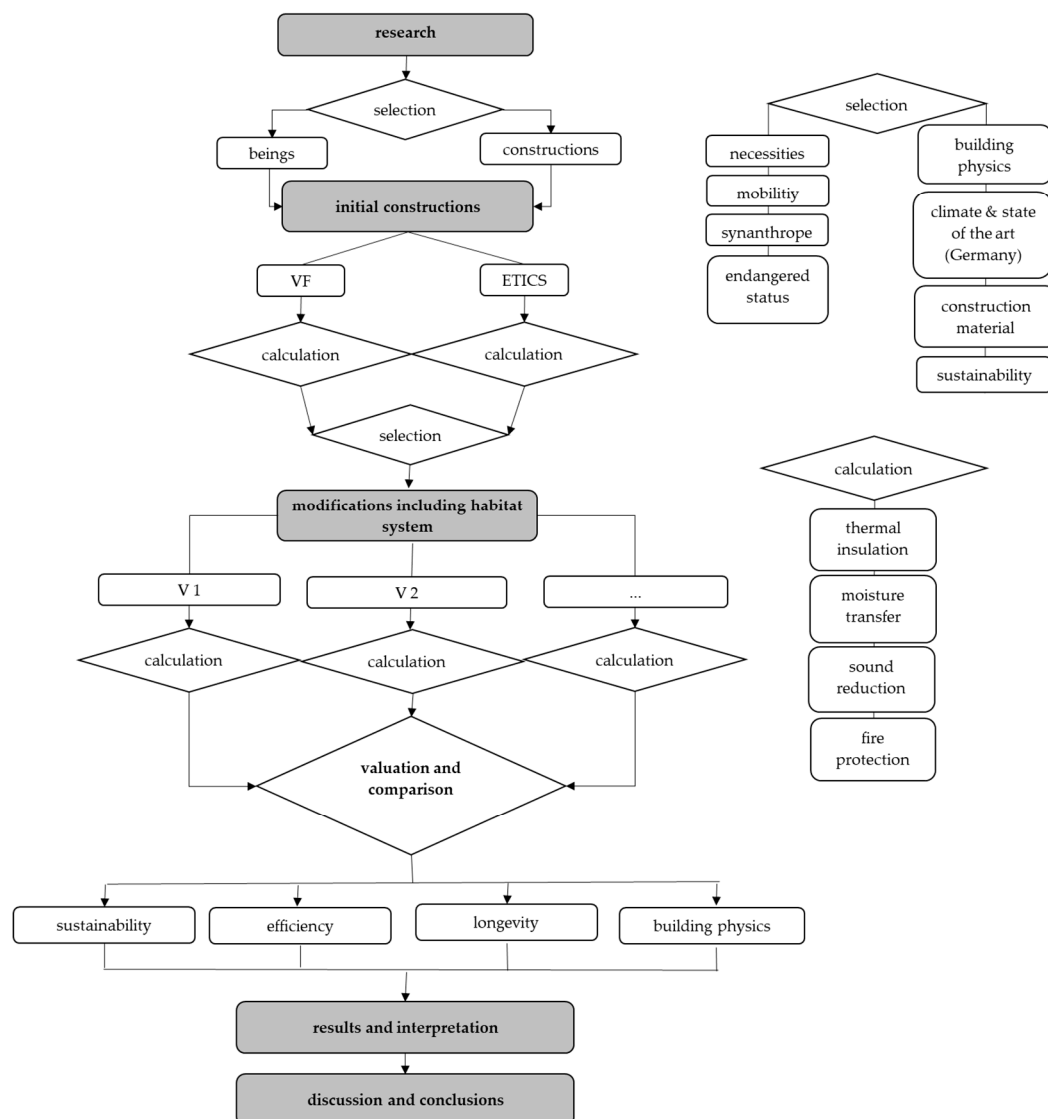 research
selection
beings
constructions
initial constructions
VF
ETICS
calculation
calculation
selection
modifications including habitat
system
V 1
V 2
...
calculation
calculation
calculation
valuation and
comparison
sustainability
efficiency
longevity
building physics
results and interpretation
discussion and conclusions
selection
necessities
mobilitiy
synanthrope
endangered
status
building
physics
climate & state
of the art
(Germany)
construction
material
sustainability
calculation
thermal
insulation
moisture
transfer
sound
reduction
fire
protection